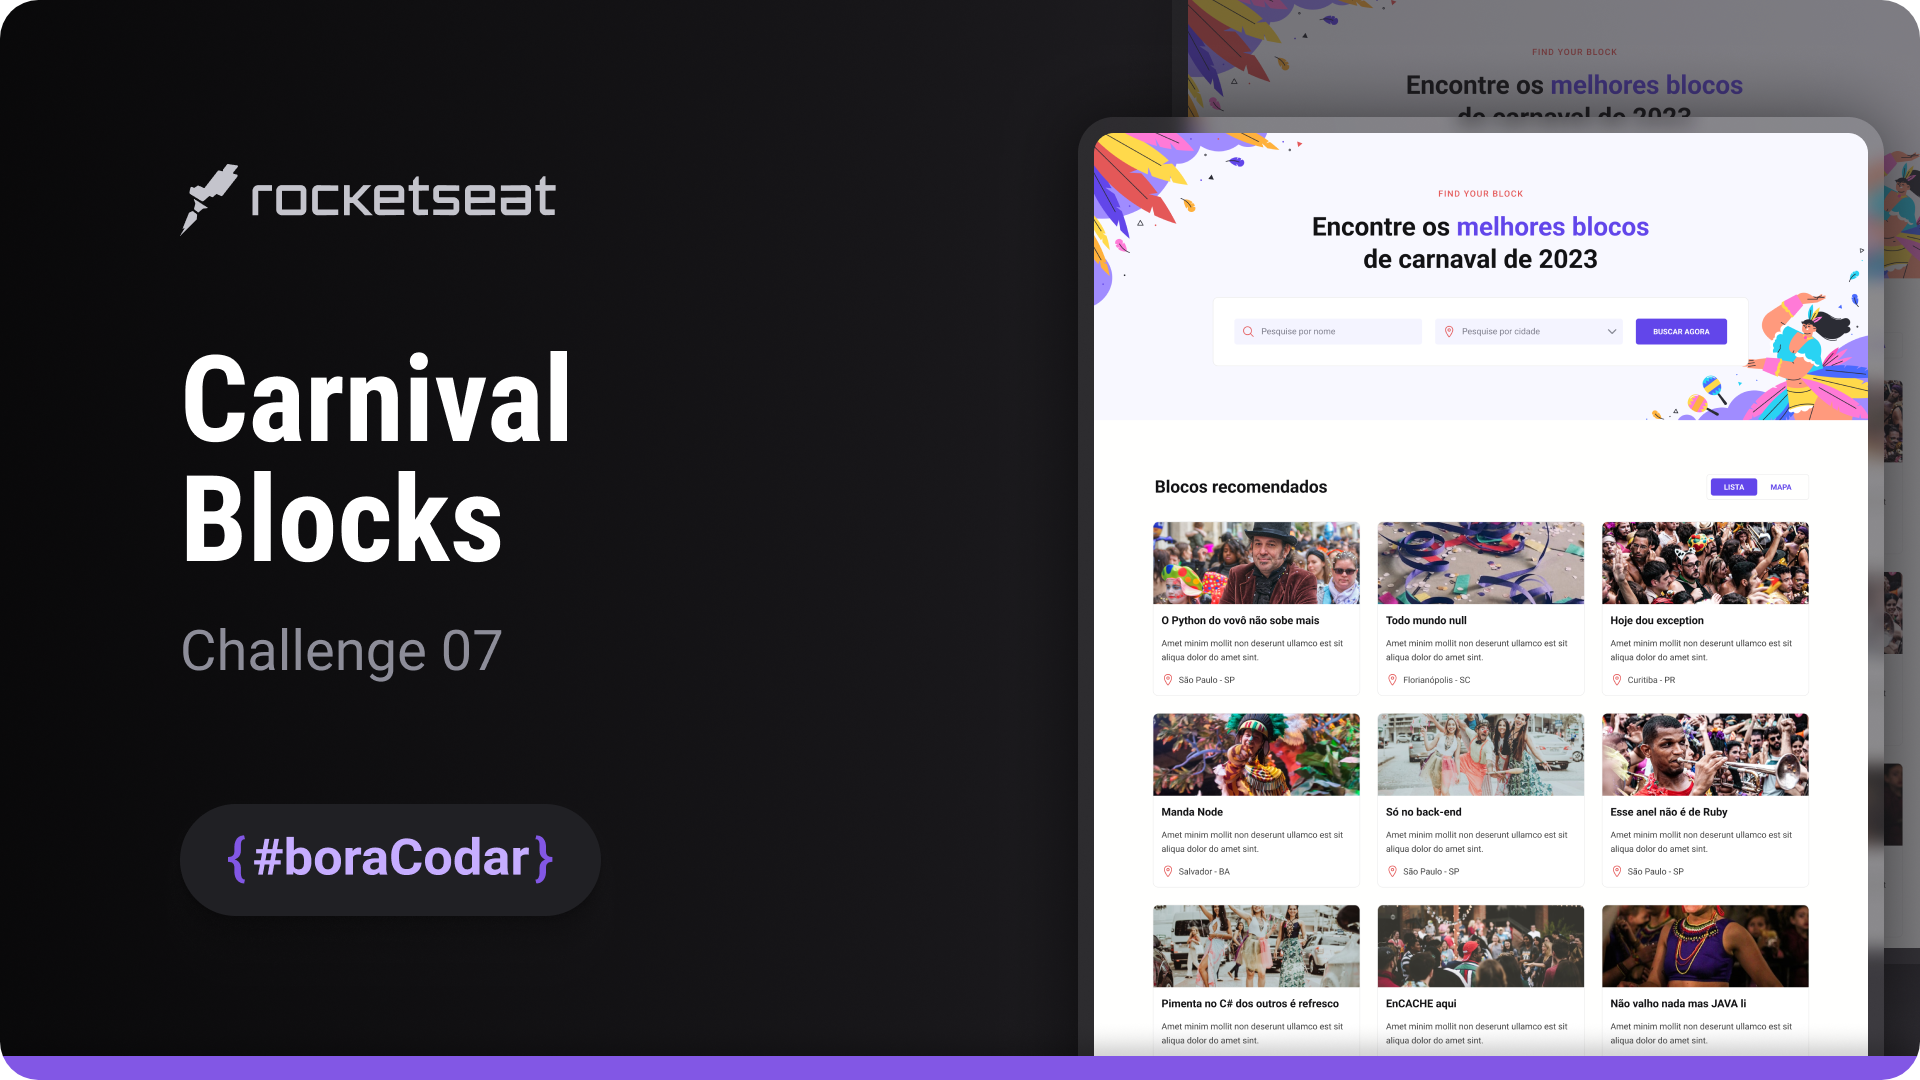 rocketseat
Carnival
Blocks
Challenge 07
{#boraCodar}
FIND YOUR BLOCK
Encontre os melhores blocos
de carnaval de 2023
FIND YOUR BLOCK
Encontre os melhores blocos
de carnaval de 2023
Pesquise por nome
Pesquise por cidade
BUSCAR AGORA
Blocos recomendados
LISTA
MAPA
O Python do vovô não sobe mais
Amet minim mollit non deserunt ullamco est sit
aliqua dolor do amet sint.
São Paulo - SP
Todo mundo null
Amet minim mollit non deserunt ullamco est sit
aliqua dolor do amet sint.
Florianópolis - SC
Hoje dou exception
Amet minim mollit non deserunt ullamco est sit
aliqua dolor do amet sint.
Curitiba - PR
Manda Node
Amet minim mollit non deserunt ullamco est sit
aliqua dolor do amet sint.
Salvador - BA
Só no back-end
Amet minim mollit non deserunt ullamco est sit
aliqua dolor do amet sint.
São Paulo - SP
Esse anel não é de Ruby
Amet minim mollit non deserunt ullamco est sit
aliqua dolor do amet sint.
São Paulo - SP
Pimenta no C# dos outros é refresco
Amet minim mollit non deserunt ullamco est sit
aliqua dolor do amet sint.
EnCACHE aqui
Amet minim mollit non deserunt ullamco est sit
aliqua dolor do amet sint.
Não valho nada mas JAVA li
Amet minim mollit non deserunt ullamco est sit
aliqua dolor do amet sint.